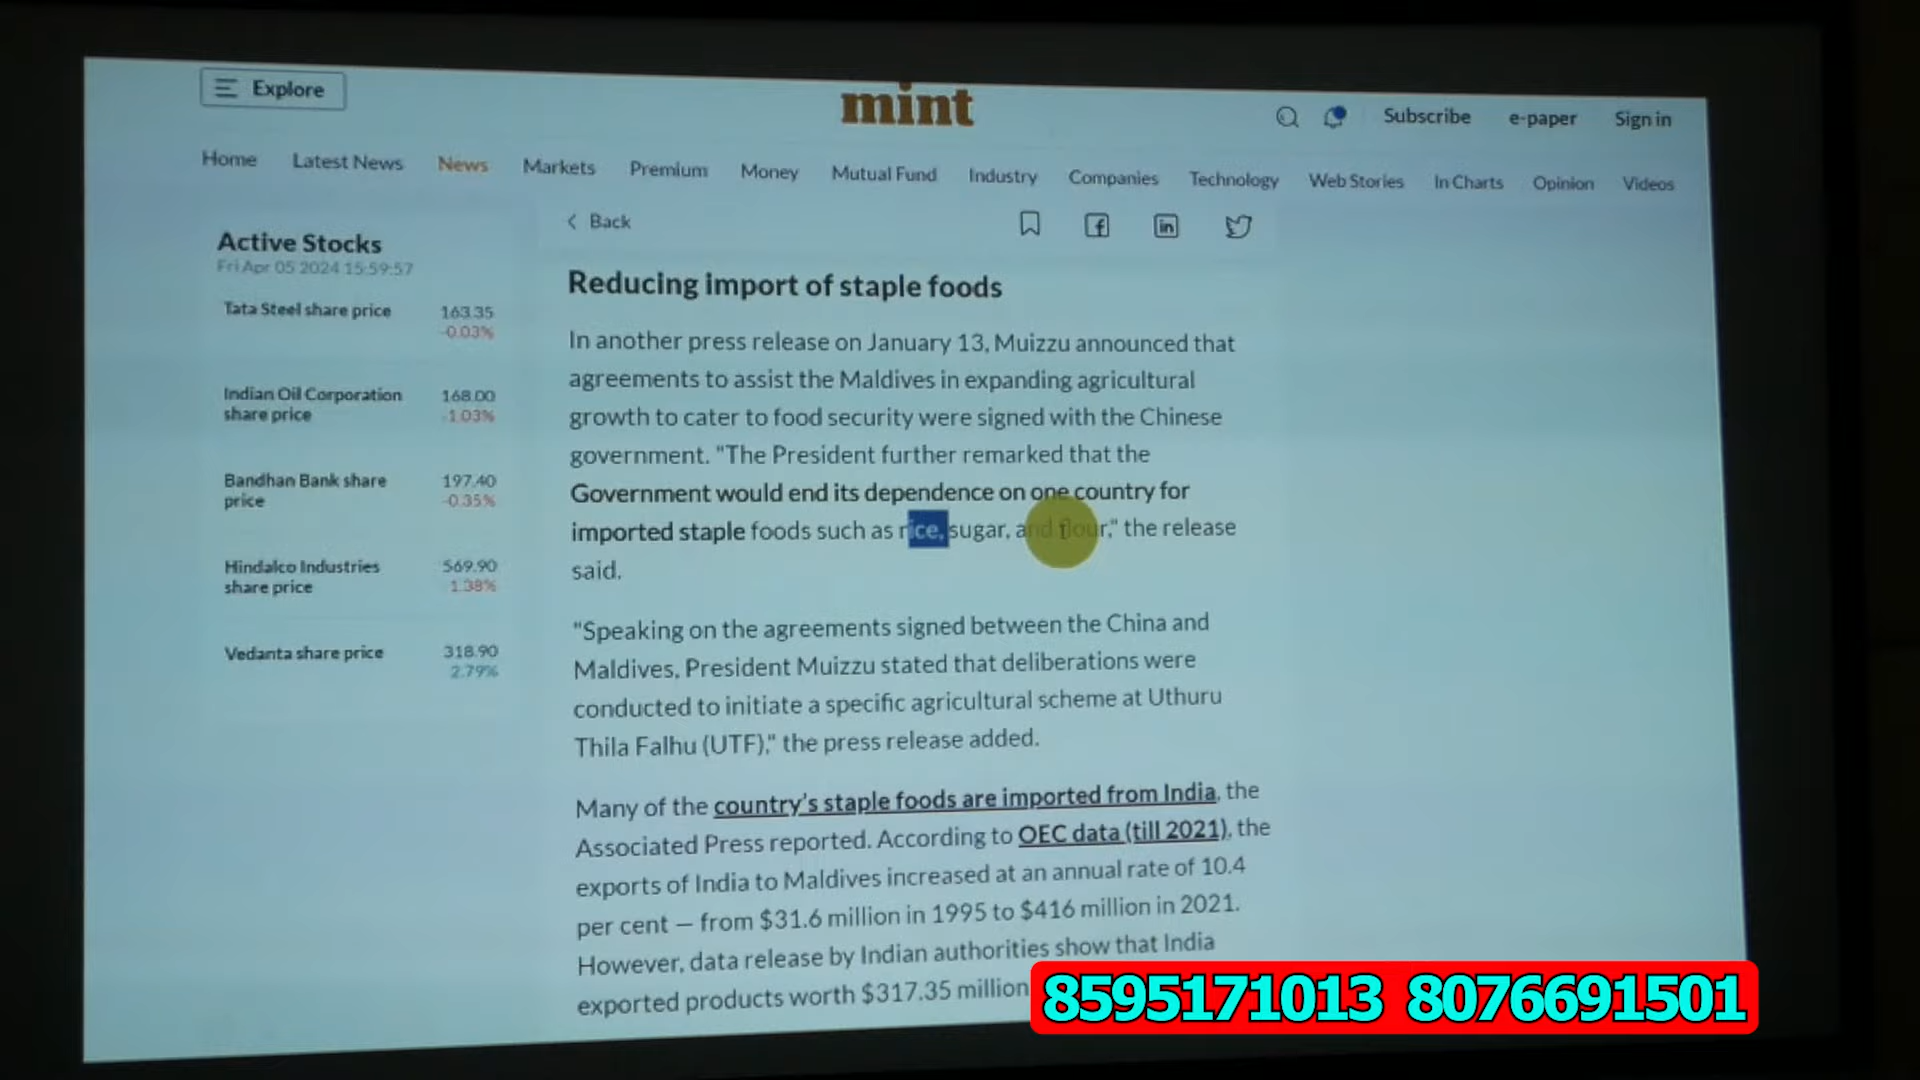 Explore
mint
Subscribe
e-paper
Sign in
Home
Latest News
News
Markets
Premium
Money
Mutual Fund
Industry
Companies
Technology
Web Stories
In Charts
Opinion
Videos
Back
Active Stocks
Fri Apr 05 2024 15:59:57
Tata Steel share price
163.35
-0.03%
Indian Oil Corporation
share price
168.00
-1.03%
Bandhan Bank share
price
197.40
-0.35%
Hindalco Industries
share price
569.90
1.38%
Vedanta share price
318.90
2.79%
Reducing import of staple foods
In another press release on January 13, Muizzu announced that
agreements to assist the Maldives in expanding agricultural
growth to cater to food security were signed with the Chinese
government. "The President further remarked that the
Government would end its dependence on one country for
imported staple foods such as rice, sugar, and flour," the release
said.
"Speaking on the agreements signed between the China and
Maldives, President Muizzu stated that deliberations were
conducted to initiate a specific agricultural scheme at Uthuru
Thila Falhu (UTF)," the press release added.
Many of the country's staple foods are imported from India, the
Associated Press reported. According to OEC data (till 2021), the
exports of India to Maldives increased at an annual rate of 10.4
per cent — from $31.6 million in 1995 to $416 million in 2021.
However, data release by Indian authorities show that India
exported products worth $317.35 million
8595171013 8076691501